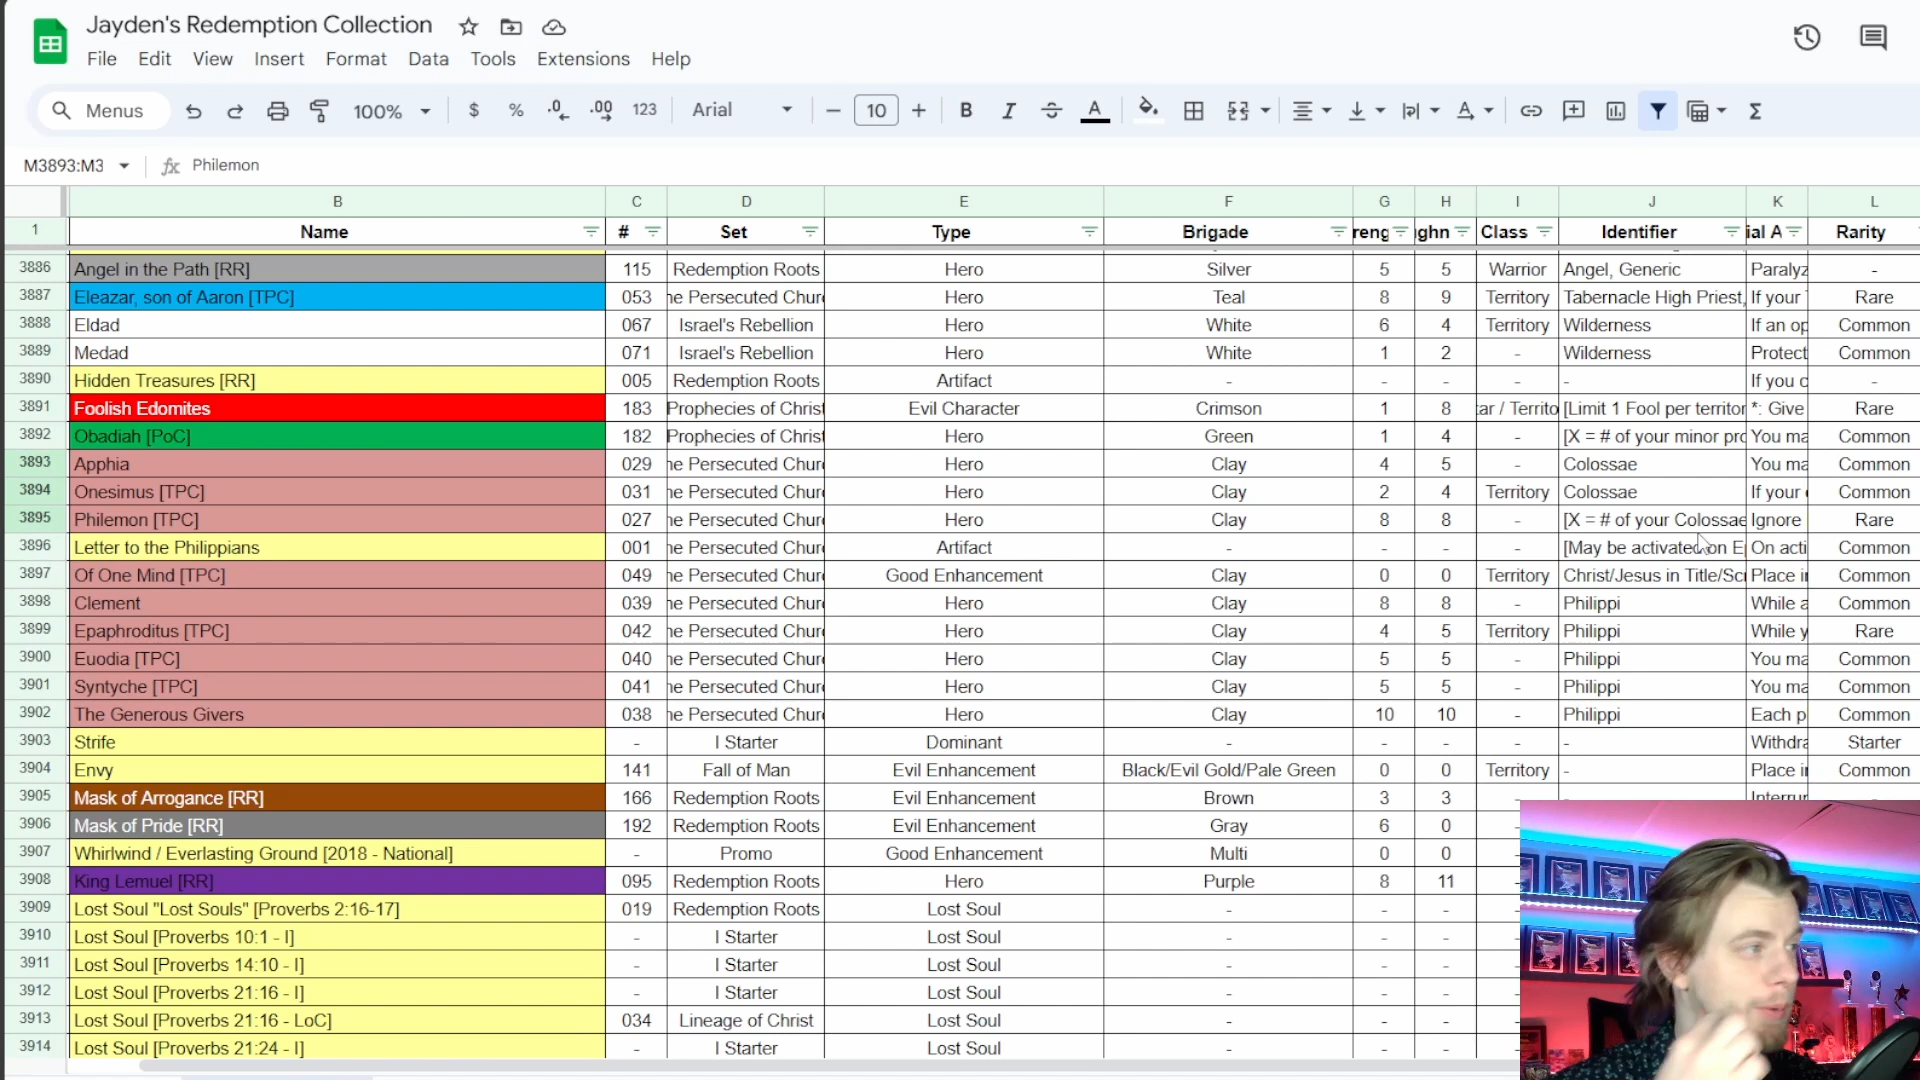 Jayden's Redemption Collection
File Edit View Insert Format Data Tools Extensions Help
Menus 100% $ % .0 .00 123 Arial 10 B I A Σ
M3893:M3 fx Philemon
B C D E F G H I J K L
1 Name # Set Type Brigade reng ghn Class Identifier ial A Rarity
3886 Angel in the Path [RR] 115 Redemption Roots Hero Silver 5 5 Warrior Angel, Generic Paralyz -
3887 Eleazar, son of Aaron [TPC] 053 he Persecuted Chur Hero Teal 8 9 Territory Tabernacle High Priest, If your Rare
3888 Eldad 067 Israel's Rebellion Hero White 6 4 Territory Wilderness If an op Common
3889 Medad 071 Israel's Rebellion Hero White 1 2 - Wilderness Protect Common
3890 Hidden Treasures [RR] 005 Redemption Roots Artifact - - - - - If you c -
3891 Foolish Edomites 183 Prophecies of Christ Evil Character Crimson 1 8 ar / Territo [Limit 1 Fool per territor *: Give Rare
3892 Obadiah [PoC] 182 Prophecies of Christ Hero Green 1 4 - [X = # of your minor pro You ma Common
3893 Apphia 029 he Persecuted Chur Hero Clay 4 5 - Colossae You ma Common
3894 Onesimus [TPC] 031 he Persecuted Chur Hero Clay 2 4 Territory Colossae If your Common
3895 Philemon [TPC] 027 he Persecuted Chur Hero Clay 8 8 - [X = # of your Colossae Ignore Rare
3896 Letter to the Philippians 001 he Persecuted Chur Artifact - - - - [May be activated on E On acti Common
3897 Of One Mind [TPC] 049 he Persecuted Chur Good Enhancement Clay 0 0 Territory Christ/Jesus in Title/Scr Place in Common
3898 Clement 039 he Persecuted Chur Hero Clay 8 8 - Philippi While a Common
3899 Epaphroditus [TPC] 042 he Persecuted Chur Hero Clay 4 5 Territory Philippi While y Rare
3900 Euodia [TPC] 040 he Persecuted Chur Hero Clay 5 5 - Philippi You ma Common
3901 Syntyche [TPC] 041 he Persecuted Chur Hero Clay 5 5 - Philippi You ma Common
3902 The Generous Givers 038 he Persecuted Chur Hero Clay 10 10 - Philippi Each p Common
3903 Strife - I Starter Dominant - - - - - Withdra Starter
3904 Envy 141 Fall of Man Evil Enhancement Black/Evil Gold/Pale Green 0 0 Territory - Place in Common
3905 Mask of Arrogance [RR] 166 Redemption Roots Evil Enhancement Brown 3 3 - - Interrup -
3906 Mask of Pride [RR] 192 Redemption Roots Evil Enhancement Gray 6 0 -
3907 Whirlwind / Everlasting Ground [2018 - National] - Promo Good Enhancement Multi 0 0 -
3908 King Lemuel [RR] 095 Redemption Roots Hero Purple 8 11 -
3909 Lost Soul "Lost Souls" [Proverbs 2:16-17] 019 Redemption Roots Lost Soul - - - -
3910 Lost Soul [Proverbs 10:1 - I] - I Starter Lost Soul - - - -
3911 Lost Soul [Proverbs 14:10 - I] - I Starter Lost Soul - - - -
3912 Lost Soul [Proverbs 21:16 - I] - I Starter Lost Soul - - - -
3913 Lost Soul [Proverbs 21:16 - LoC] 034 Lineage of Christ Lost Soul - - - -
3914 Lost Soul [Proverbs 21:24 - I] - I Starter Lost Soul - - - -